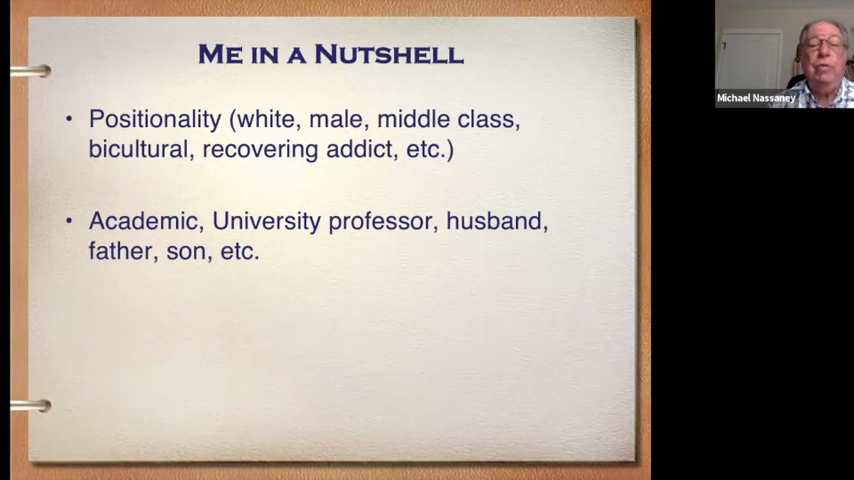 ME IN A NUTSHELL
• Positionality (white, male, middle class,
bicultural, recovering addict, etc.)
• Academic, University professor, husband,
father, son, etc.
Michael Nassaney